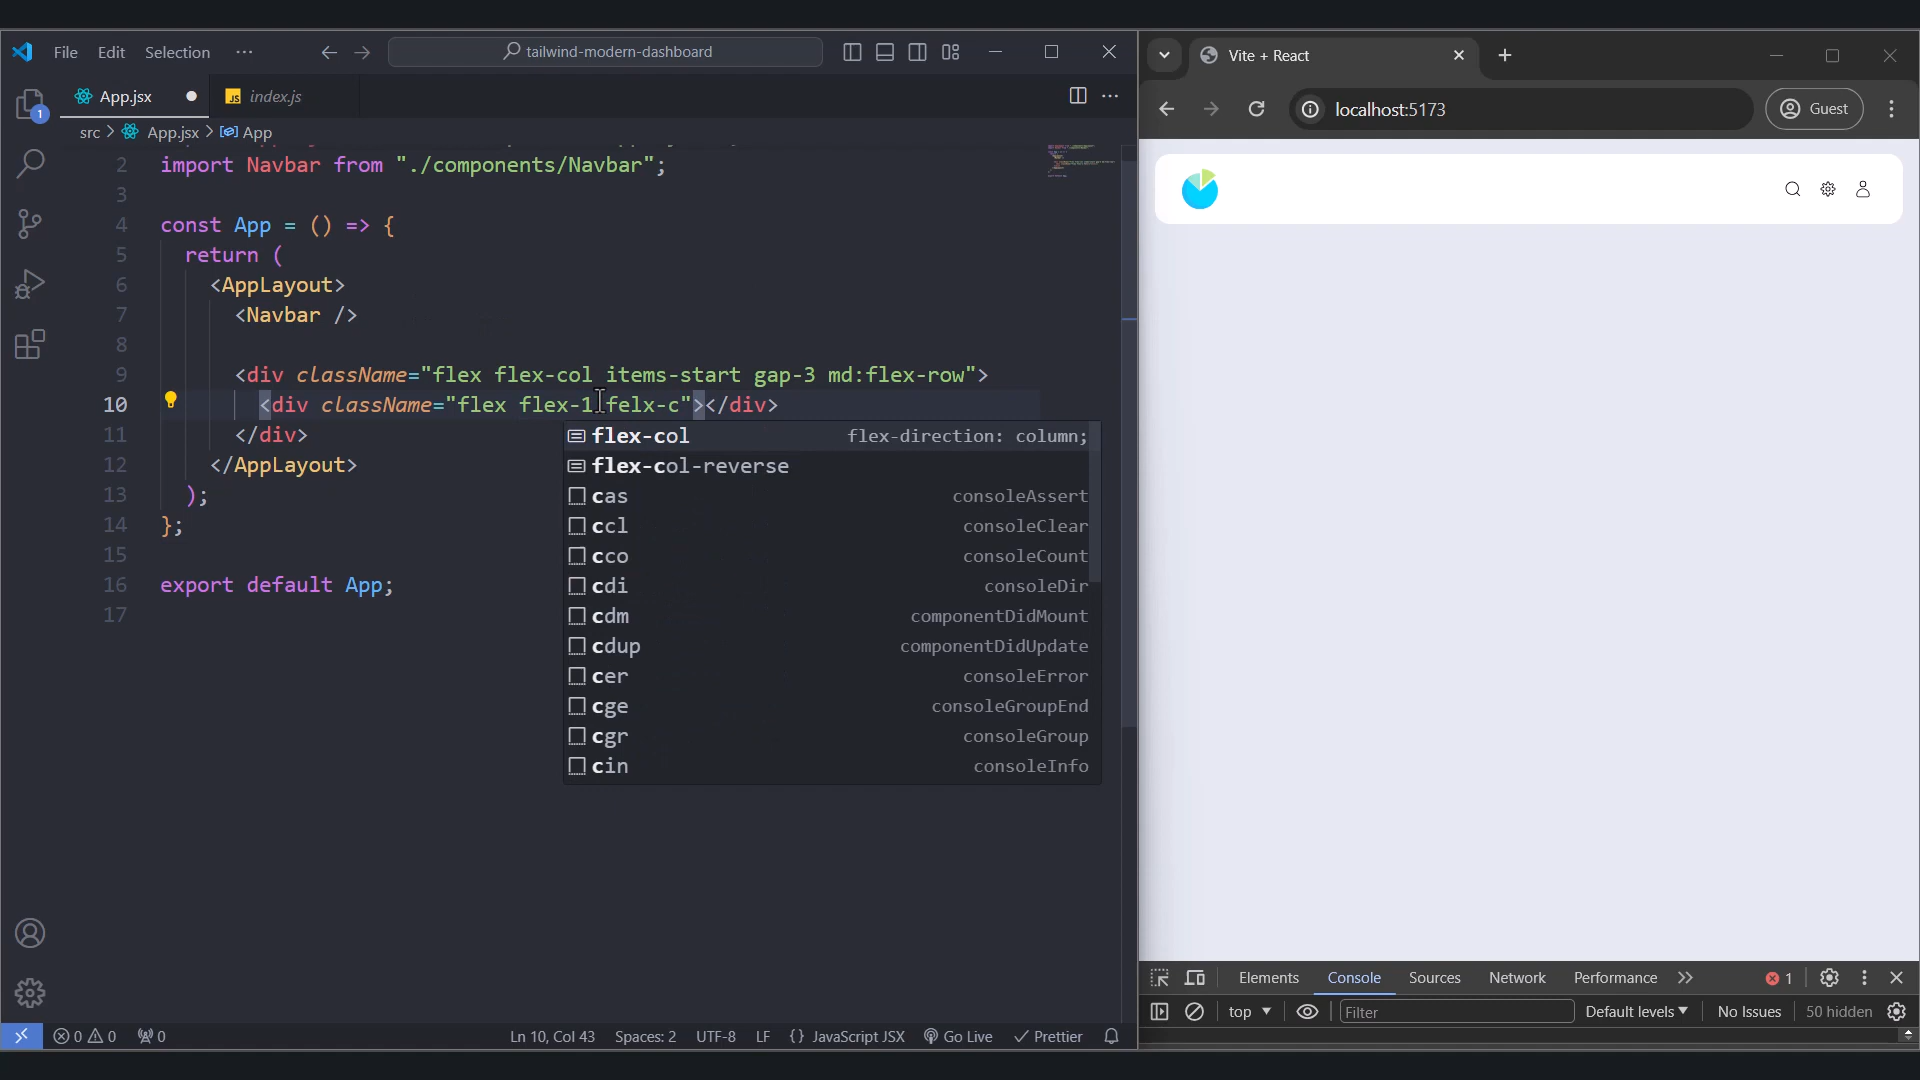 File Edit Selection ··· tailwind-modern-dashboard
App.jsx JS index.js
src > App.jsx > App
2 import Navbar from "./components/Navbar";
3
4 const App = () => {
5 return (
6 <AppLayout>
7 <Navbar />
8
9 <div className="flex flex-col items-start gap-3 md:flex-row">
10 <div className="flex flex-1 felx-c"></div>
11 </div>
12 </AppLayout>
13 );
14 };
15
16 export default App;
17
flex-col flex-direction: column;
flex-col-reverse
cas consoleAssert
ccl consoleClear
cco consoleCount
cdi consoleDir
cdm componentDidMount
cdup componentDidUpdate
cer consoleError
cge consoleGroupEnd
cgr consoleGroup
cin consoleInfo
1
0 0 0 Ln 10, Col 43 Spaces: 2 UTF-8 LF {} JavaScript JSX Go Live Prettier
Vite + React
localhost:5173 Guest
Elements Console Sources Network Performance 1
top Filter Default levels No Issues 50 hidden